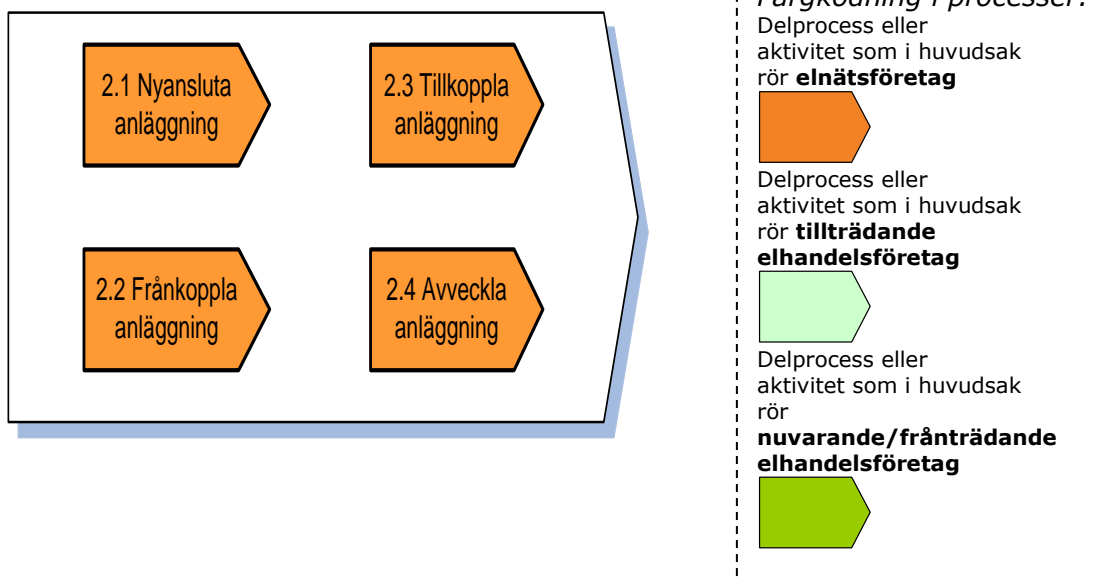 2.1 Nyansluta
anläggning
2.3 Tillkoppla
anläggning
2.2 Frånkoppla
anläggning
2.4 Avveckla
anläggning
Färgkodning i processer:
Delprocess eller
aktivitet som i huvudsak
rör elnätsföretag
Delprocess eller
aktivitet som i huvudsak
rör tillträdande
elhandelsföretag
Delprocess eller
aktivitet som i huvudsak
rör
nuvarande/frånträdande
elhandelsföretag